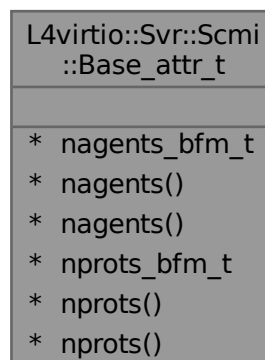 L4virtio::Svr::Scmi
::Base_attr_t
* nagents_bfm_t
* nagents()
* nagents()
* nprots_bfm_t
* nprots()
* nprots()